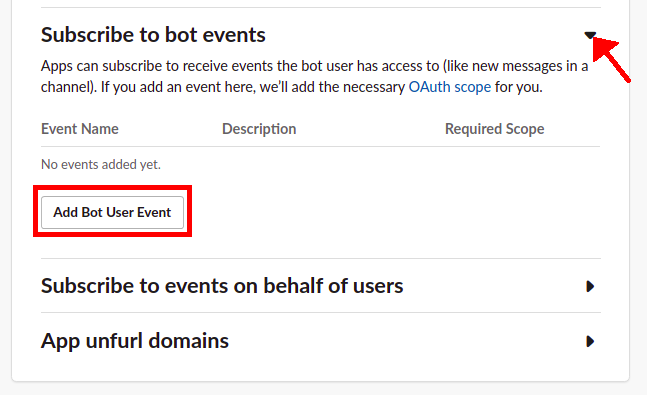 Subscribe to bot events
Apps can subscribe to receive events the bot user has access to (like new messages in a
channel). If you add an event here, we'll add the necessary OAuth scope for you.
Event Name Description Required Scope
No events added yet.
Add Bot User Event
Subscribe to events on behalf of users
App unfurl domains